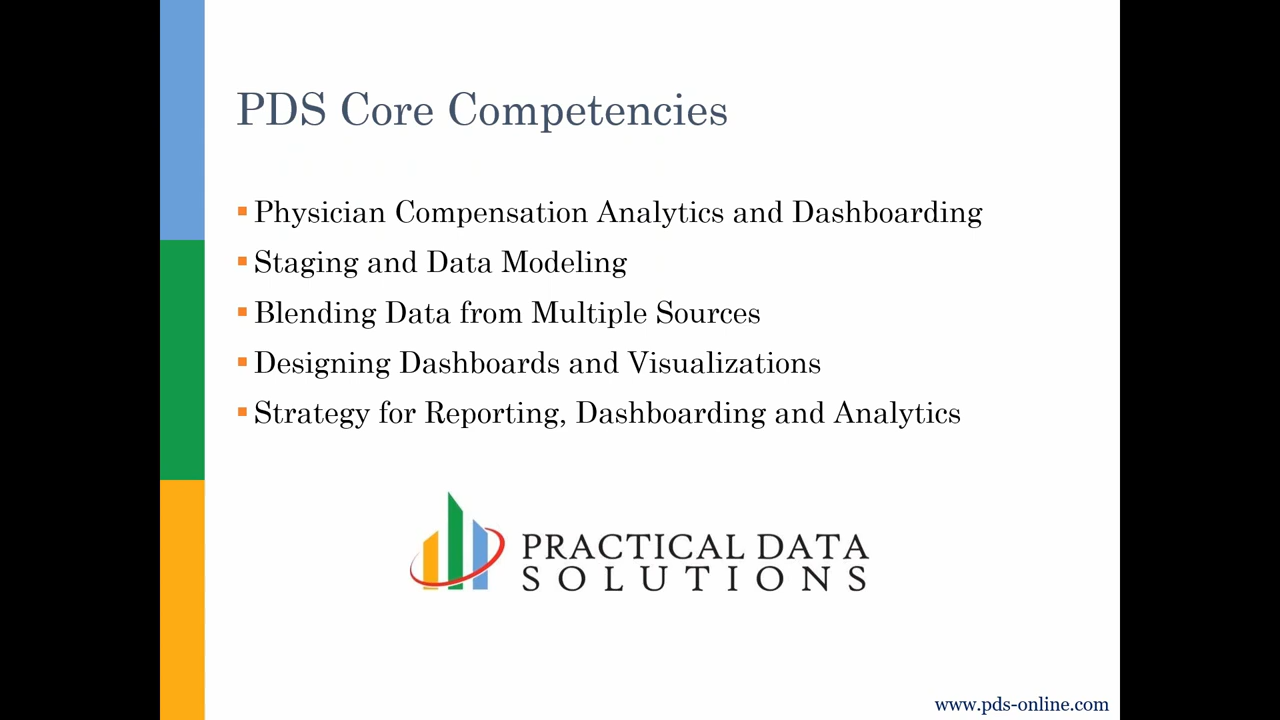 PDS Core Competencies
Physician Compensation Analytics and Dashboarding
Staging and Data Modeling
Blending Data from Multiple Sources
Designing Dashboards and Visualizations
Strategy for Reporting, Dashboarding and Analytics
PRACTICAL DATA
SOLUTIONS
www.pds-online.com